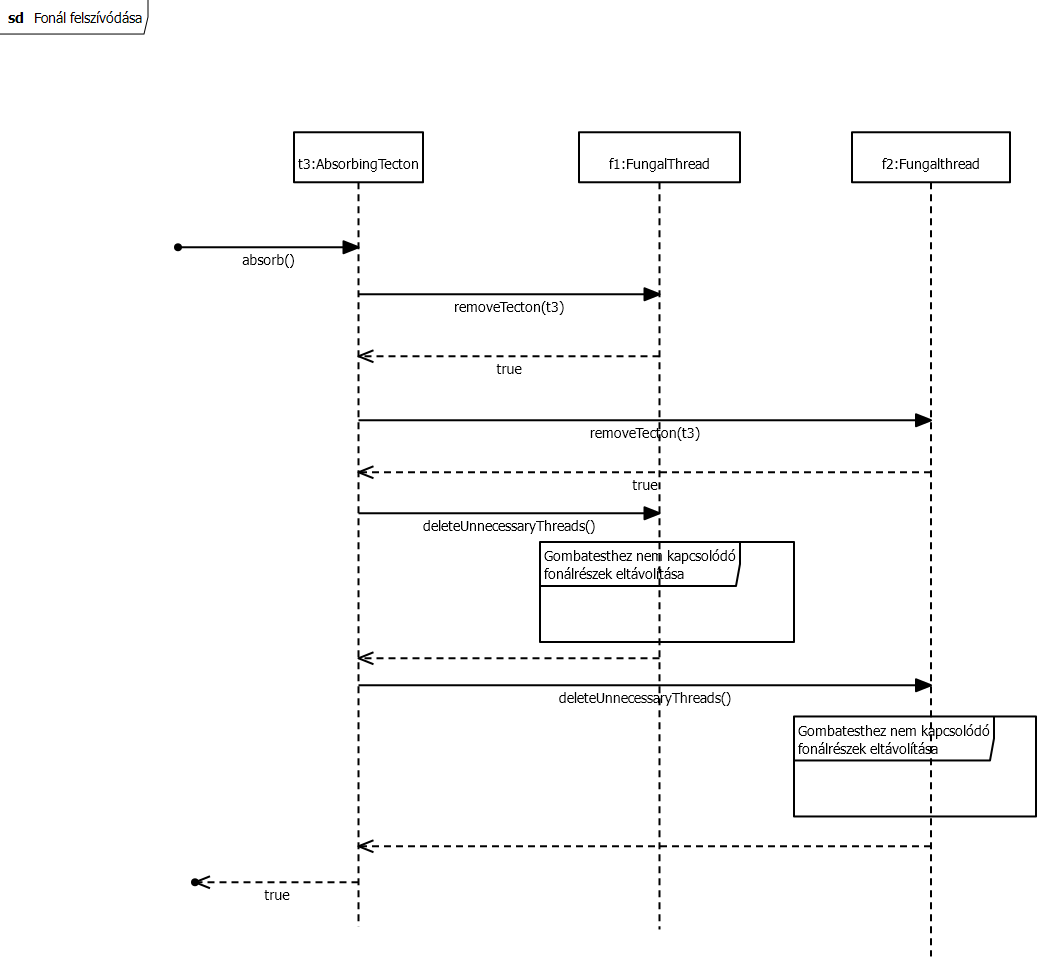 sd Fonál felszívódása
t3:AbsorbingTecton
f1:FungalThread
f2:Fungalthread
absorb()
removeTecton(t3)
true
removeTecton(t3)
true
deleteUnnecessaryThreads()
Gombatesthez nem kapcsolódó
fonálrészek eltávolítása
deleteUnnecessaryThreads()
Gombatesthez nem kapcsolódó
fonálrészek eltávolítása
true